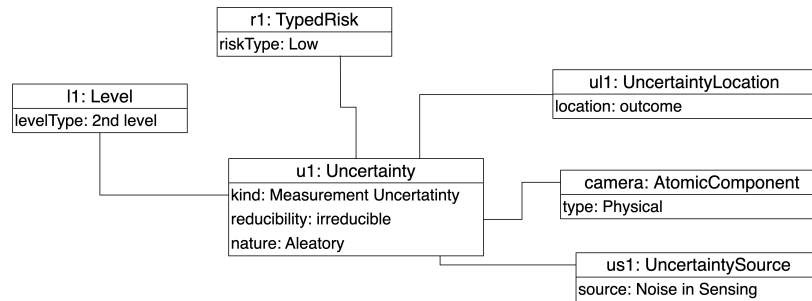 r1: TypedRisk
riskType: Low
l1: Level
levelType: 2nd level
ul1: UncertaintyLocation
location: outcome
u1: Uncertainty
kind: Measurement Uncertatinty
reducibility: irreducible
nature: Aleatory
camera: AtomicComponent
type: Physical
us1: UncertaintySource
source: Noise in Sensing